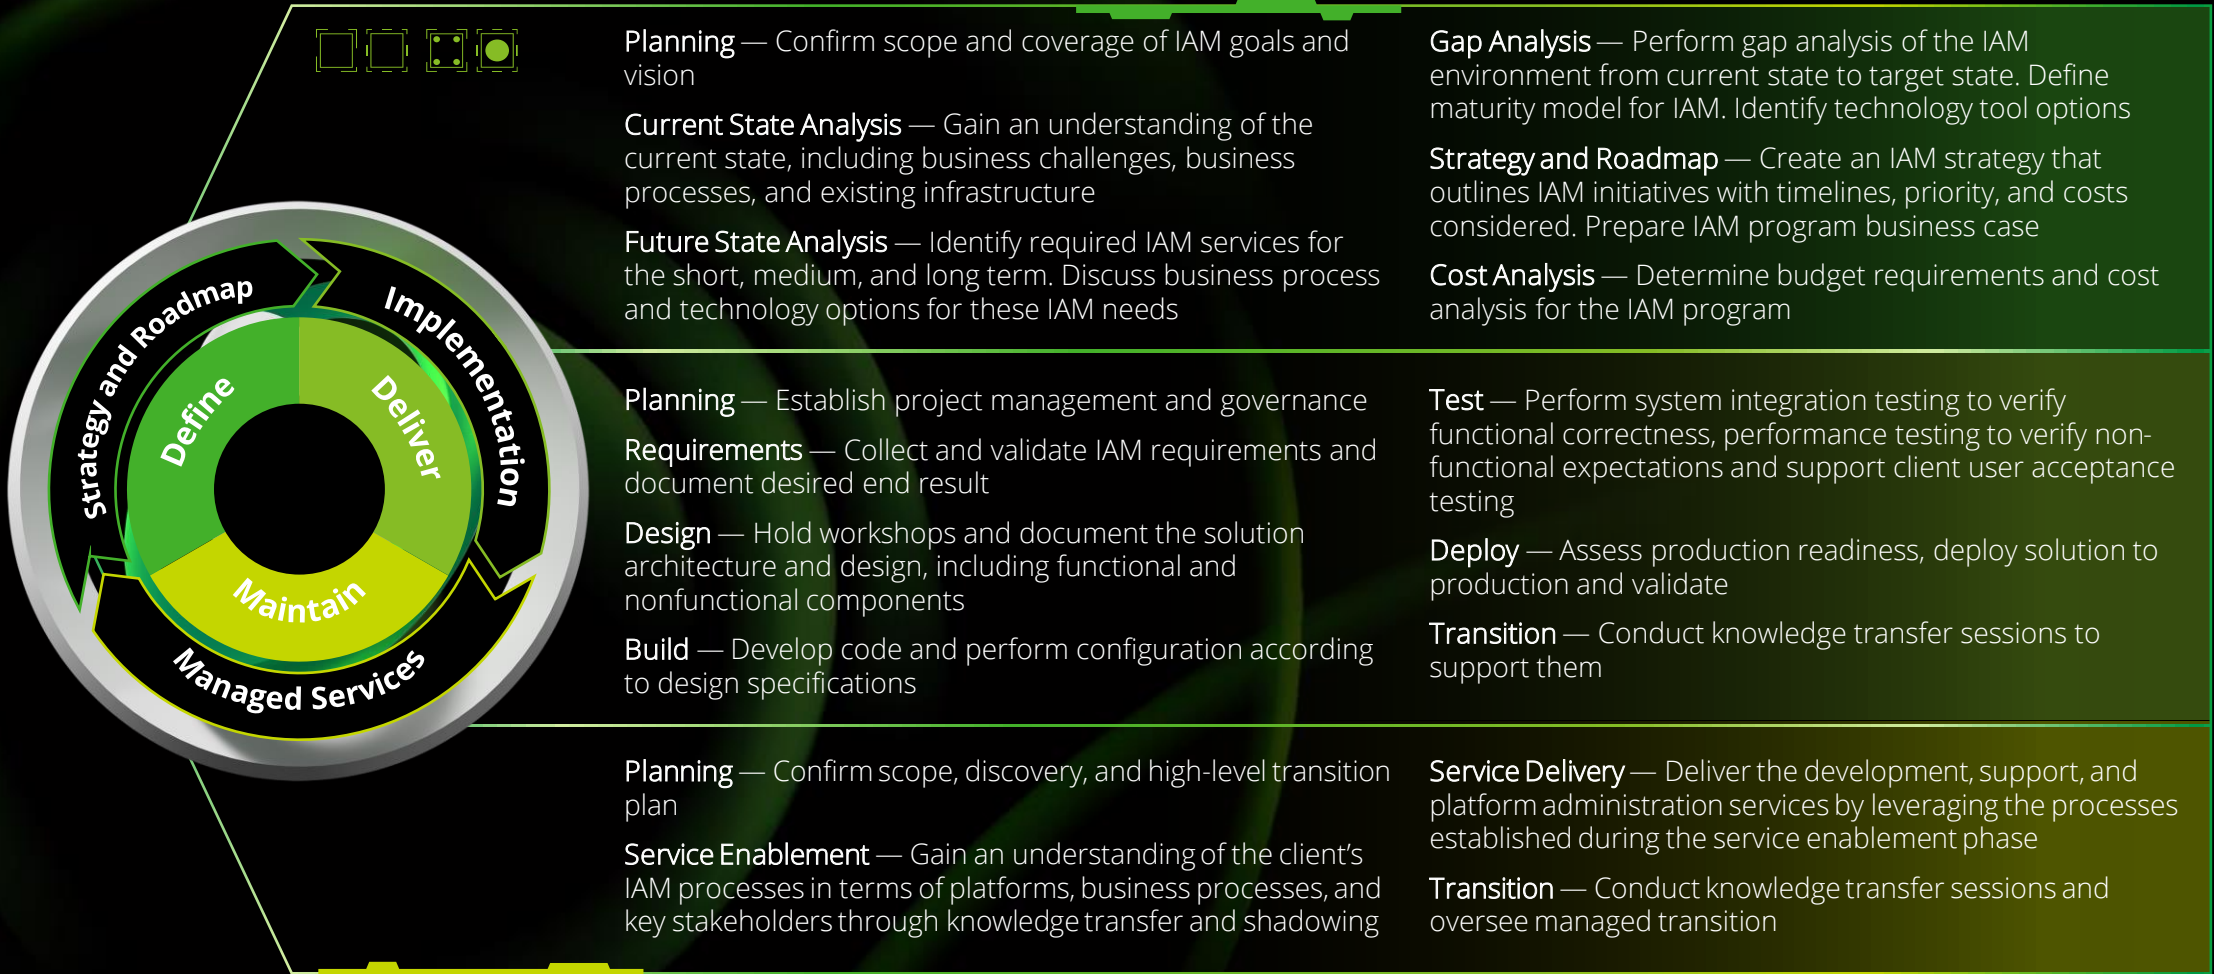 Strategy and Roadmap
Implementation
Define
Deliver
Maintain
Managed Services
Planning — Confirm scope and coverage of IAM goals and
vision
Current State Analysis — Gain an understanding of the
current state, including business challenges, business
processes, and existing infrastructure
Future State Analysis — Identify required IAM services for
the short, medium, and long term. Discuss business process
and technology options for these IAM needs
Gap Analysis — Perform gap analysis of the IAM
environment from current state to target state. Define
maturity model for IAM. Identify technology tool options
Strategy and Roadmap — Create an IAM strategy that
outlines IAM initiatives with timelines, priority, and costs
considered. Prepare IAM program business case
Cost Analysis — Determine budget requirements and cost
analysis for the IAM program
Planning — Establish project management and governance
Requirements — Collect and validate IAM requirements and
document desired end result
Design — Hold workshops and document the solution
architecture and design, including functional and
nonfunctional components
Build — Develop code and perform configuration according
to design specifications
Test — Perform system integration testing to verify
functional correctness, performance testing to verify non-
functional expectations and support client user acceptance
testing
Deploy — Assess production readiness, deploy solution to
production and validate
Transition — Conduct knowledge transfer sessions to
support them
Planning — Confirm scope, discovery, and high-level transition
plan
Service Enablement — Gain an understanding of the client’s
IAM processes in terms of platforms, business processes, and
key stakeholders through knowledge transfer and shadowing
Service Delivery — Deliver the development, support, and
platform administration services by leveraging the processes
established during the service enablement phase
Transition — Conduct knowledge transfer sessions and
oversee managed transition